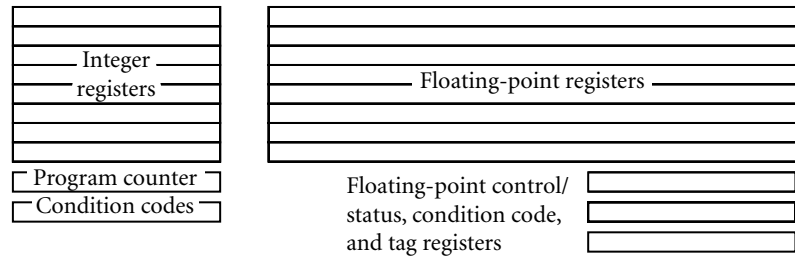 Integer
registers
Floating-point registers
Program counter
Condition codes
Floating-point control/
status, condition code,
and tag registers